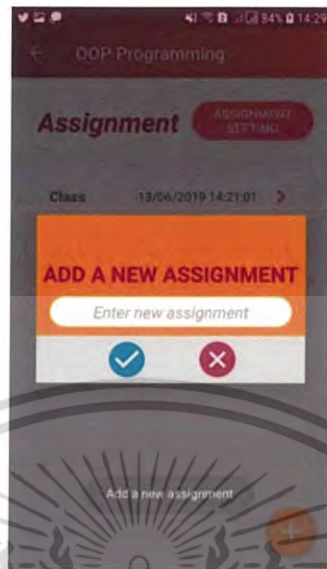 84% 14:29
OOP Programming
Assignment
ASSIGNMENT
SETTING
Class 13/06/2019 14:21:01
ADD A NEW ASSIGNMENT
Enter new assignment
Add a new assignment